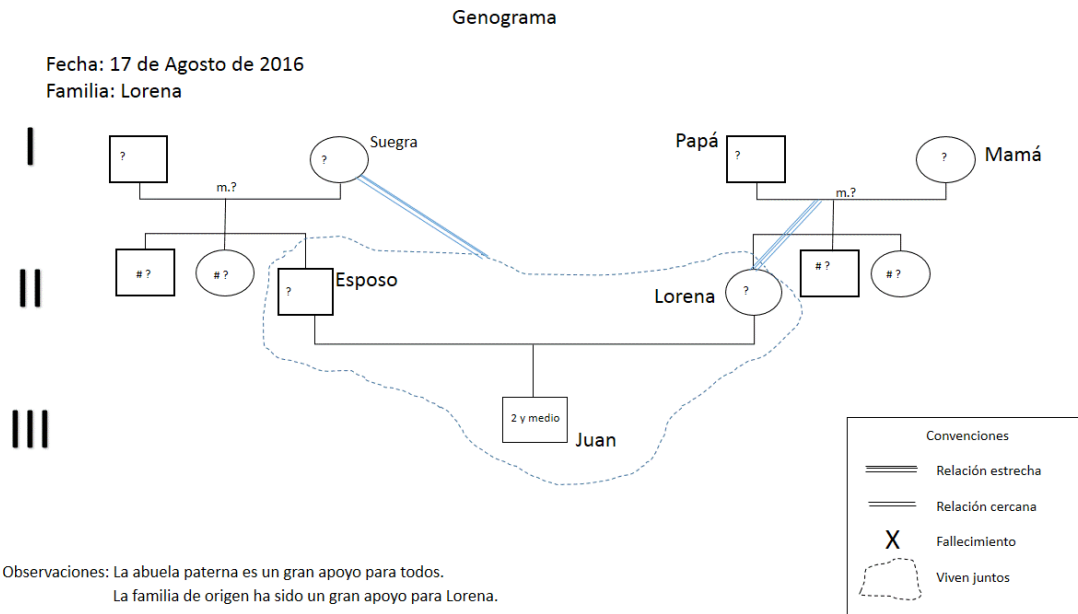 Genograma
Fecha: 17 de Agosto de 2016
Familia: Lorena
I
?
? Suegra
Papá ?
? Mamá
m.?
m.?
II
# ?
# ?
? Esposo
Lorena ?
# ?
# ?
III
2 y medio
Juan
Convenciones
Relación estrecha
Relación cercana
X Fallecimiento
Viven juntos
Observaciones: La abuela paterna es un gran apoyo para todos.
La familia de origen ha sido un gran apoyo para Lorena.